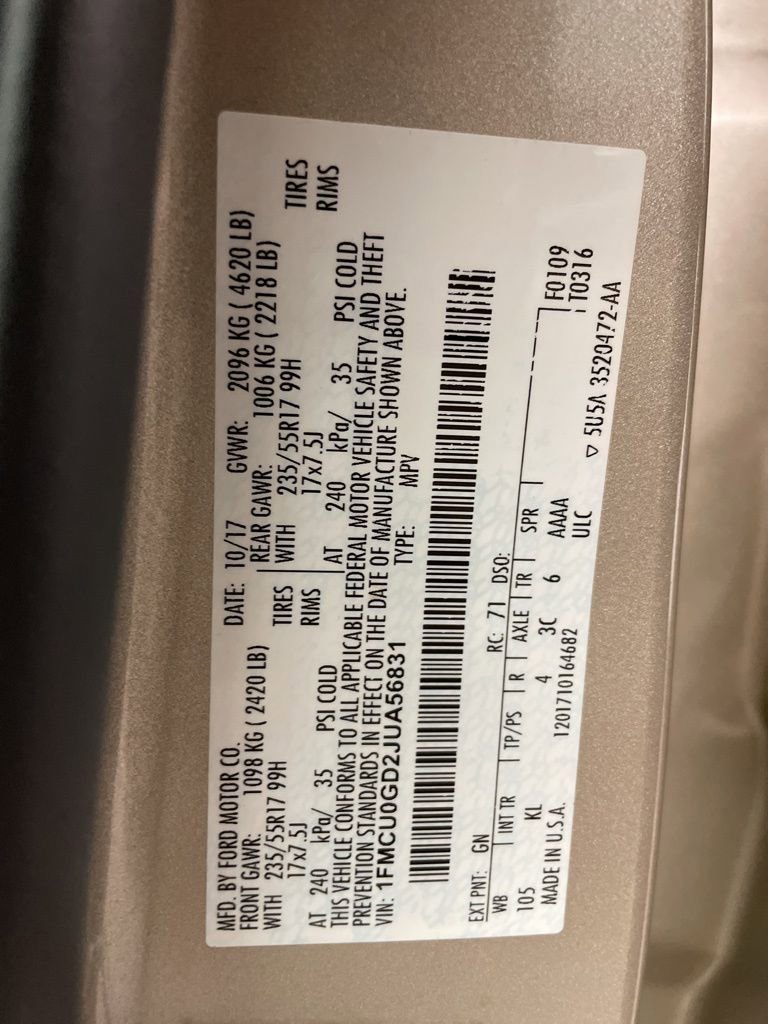 MFD. BY FORD MOTOR CO.
DATE: 10/17 GVWR: 2096 KG ( 4620 LB)
FRONT GAWR: 1098 KG ( 2420 LB) REAR GAWR: 1006 KG ( 2218 LB)
WITH 235/55R17 99H TIRES WITH 235/55R17 99H TIRES
17x7.5J RIMS 17x7.5J RIMS
AT 240 kPa/ 35 PSI COLD AT 240 kPa/ 35 PSI COLD
THIS VEHICLE CONFORMS TO ALL APPLICABLE FEDERAL MOTOR VEHICLE SAFETY AND THEFT
PREVENTION STANDARDS IN EFFECT ON THE DATE OF MANUFACTURE SHOWN ABOVE.
VIN: 1FMCU0GD2JUA56831 TYPE: MPV
EXT PNT: GN RC: 71 DSO:
WB INT TR TP/PS R AXLE TR SPR F0109
105 KL 4 3C 6 AAAA T0316
MADE IN U.S.A. 1201710164682 ULC
▽ 5U5A 3520472-AA